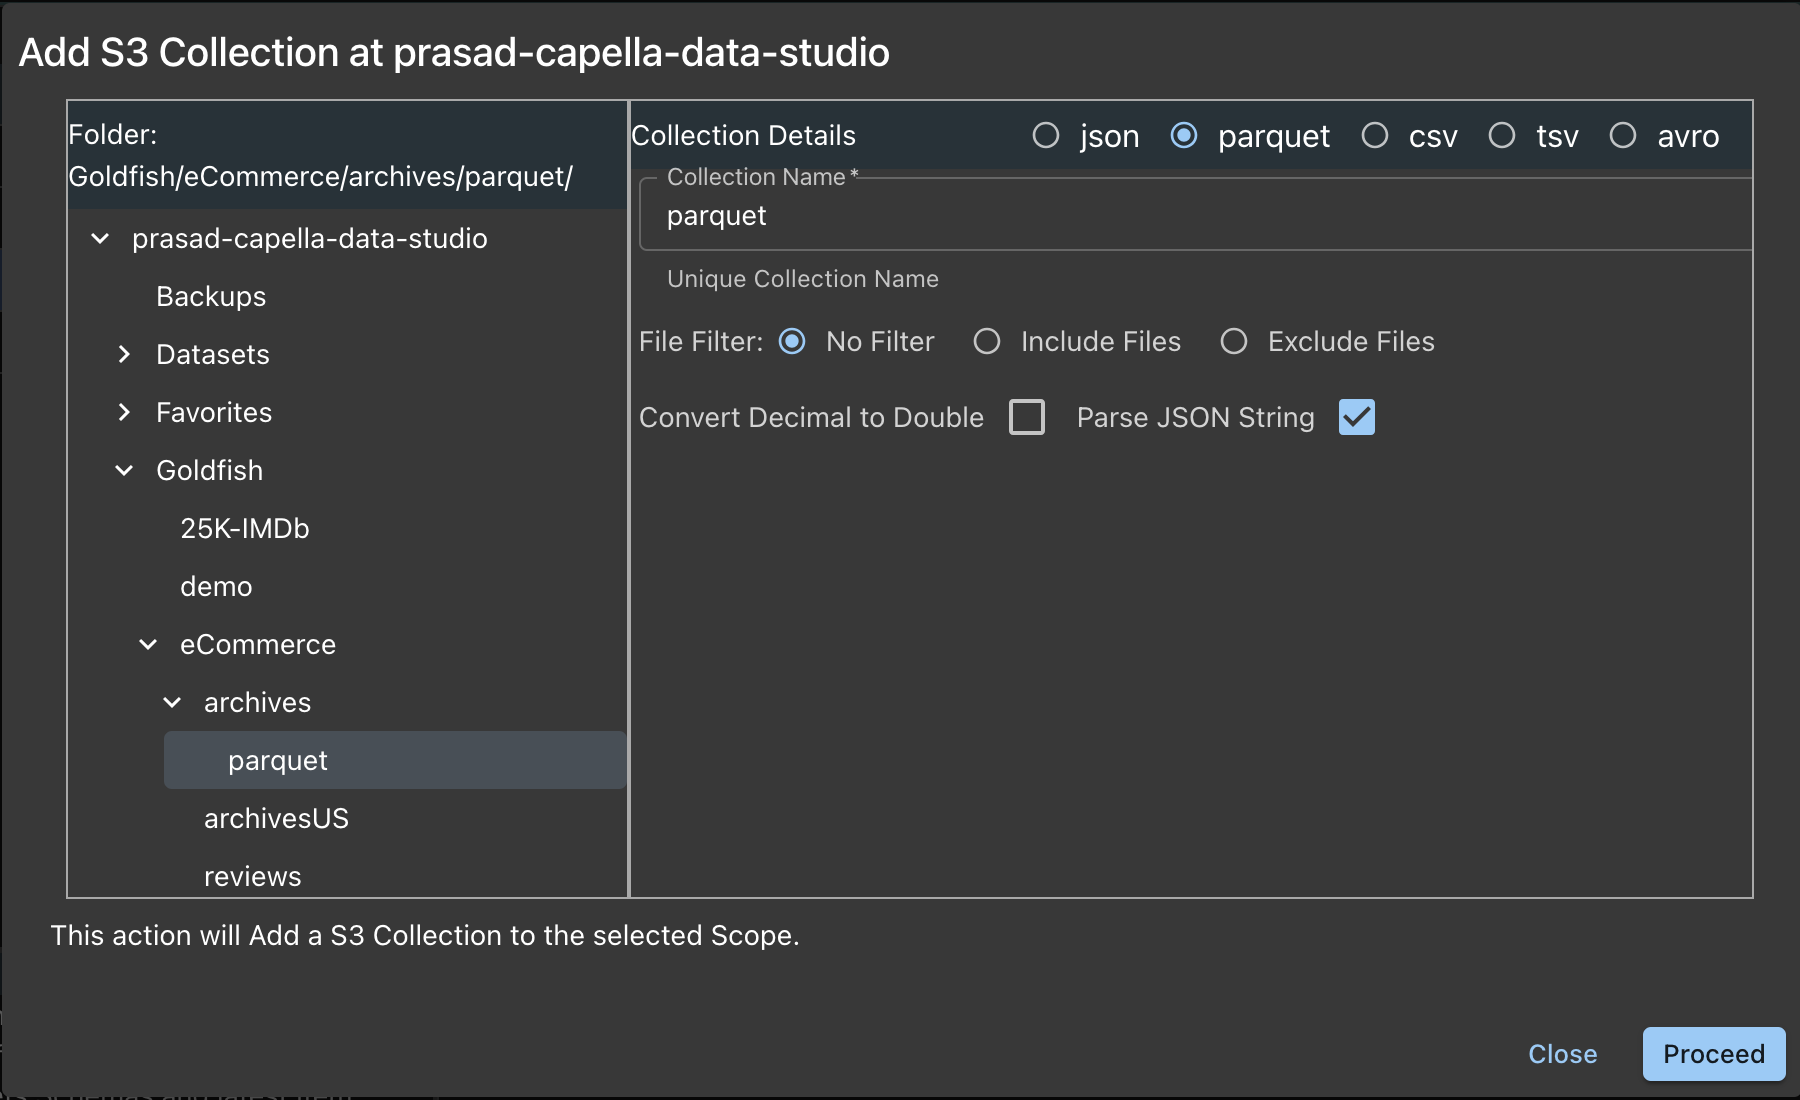 Add S3 Collection at prasad-capella-data-studio
Folder:
Goldfish/eCommerce/archives/parquet/
prasad-capella-data-studio
Backups
Datasets
Favorites
Goldfish
25K-IMDb
demo
eCommerce
archives
parquet
archivesUS
reviews
Collection Details json parquet csv tsv avro
Collection Name *
parquet
Unique Collection Name
File Filter: No Filter Include Files Exclude Files
Convert Decimal to Double Parse JSON String
This action will Add a S3 Collection to the selected Scope.
Close Proceed